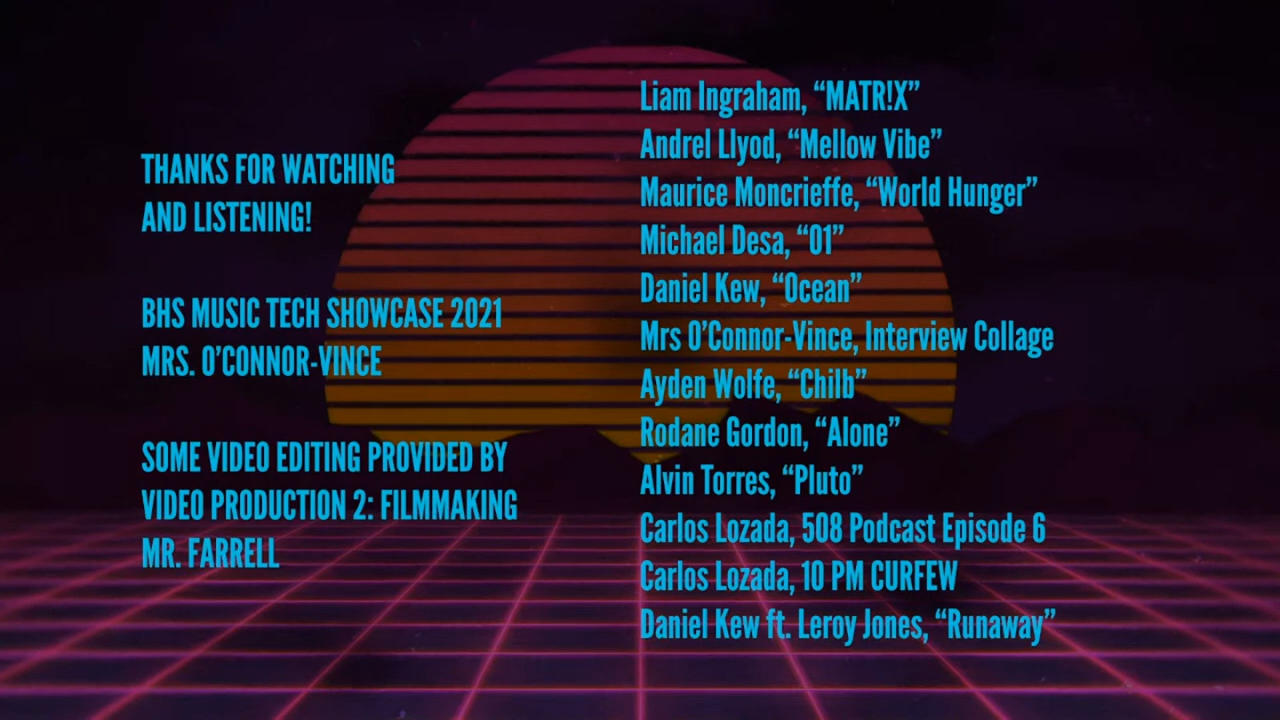 THANKS FOR WATCHING
AND LISTENING!
BHS MUSIC TECH SHOWCASE 2021
MRS. O'CONNOR-VINCE
SOME VIDEO EDITING PROVIDED BY
VIDEO PRODUCTION 2: FILMMAKING
MR. FARRELL
Liam Ingraham, “MATR!X”
Andrel Llyod, “Mellow Vibe”
Maurice Moncrieffe, “World Hunger”
Michael Desa, “01”
Daniel Kew, “Ocean”
Mrs O'Connor-Vince, Interview Collage
Ayden Wolfe, “Chilb”
Rodane Gordon, “Alone”
Alvin Torres, “Pluto”
Carlos Lozada, 508 Podcast Episode 6
Carlos Lozada, 10 PM CURFEW
Daniel Kew ft. Leroy Jones, “Runaway”